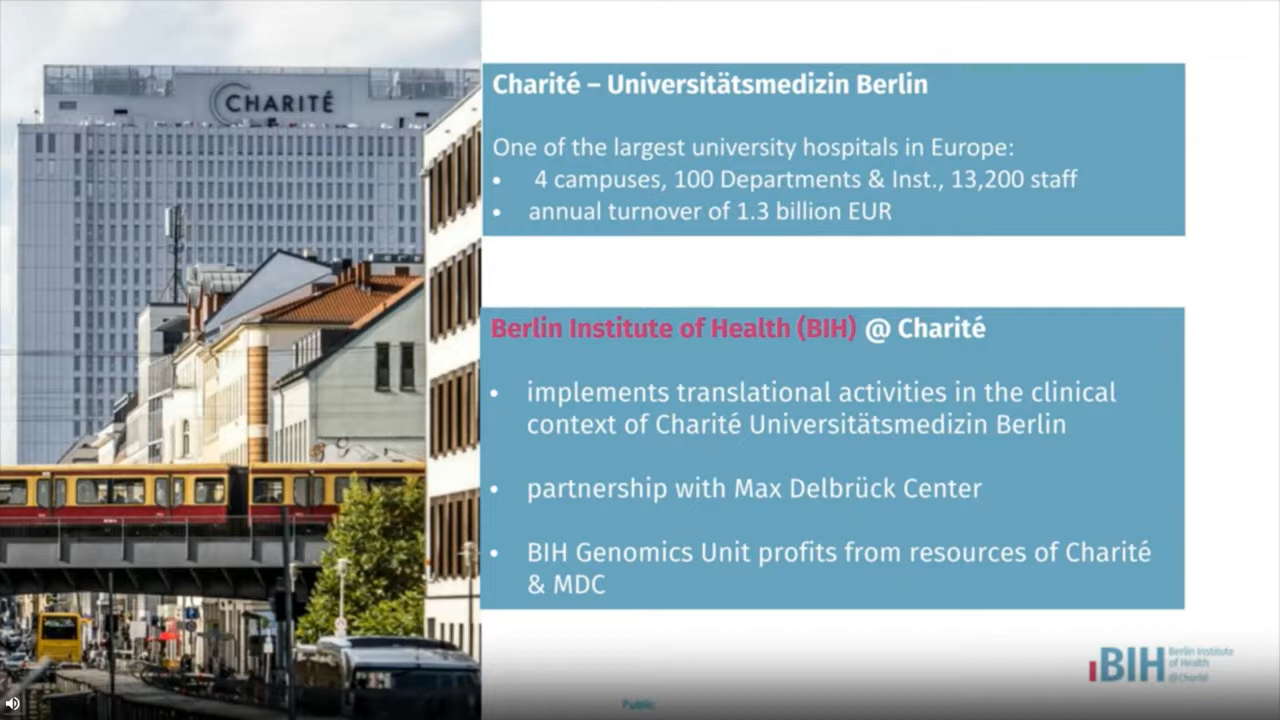 CHARITÉ
Charité – Universitätsmedizin Berlin
One of the largest university hospitals in Europe:
• 4 campuses, 100 Departments & Inst., 13,200 staff
• annual turnover of 1.3 billion EUR
Berlin Institute of Health (BIH) @ Charité
• implements translational activities in the clinical
context of Charité Universitätsmedizin Berlin
• partnership with Max Delbrück Center
• BIH Genomics Unit profits from resources of Charité
& MDC
BIH
Berlin Institute
of Health
@Charité
Public